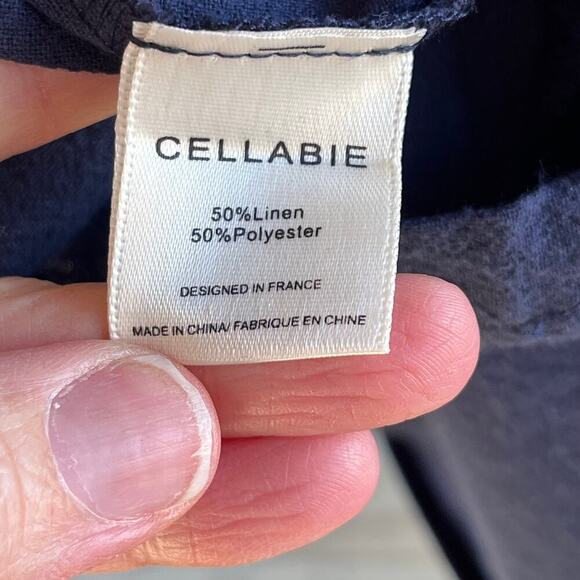 CELLABIE
50%Linen
50%Polyester
DESIGNED IN FRANCE
MADE IN CHINA/ FABRIQUE EN CHINE